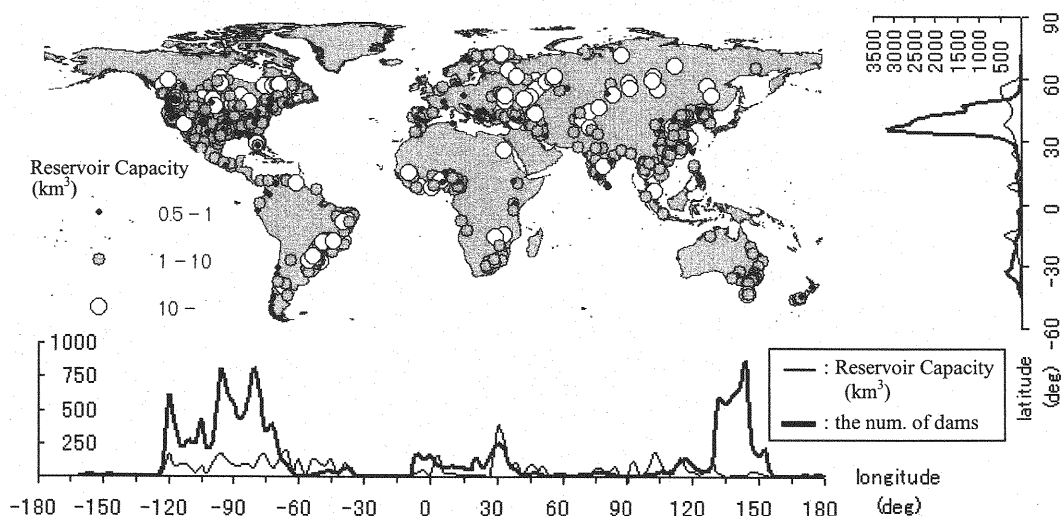 3500
3000
2500
2000
1500
1000
500
90
60
30
0
-30
-60
latitude
(deg)
Reservoir Capacity
(km³)
0.5 - 1
1 - 10
10 -
1000
750
500
250
: Reservoir Capacity
(km³)
: the num. of dams
-180 -150 -120 -90 -60 -30 0 30 60 90 120 150 180
longitude
(deg)